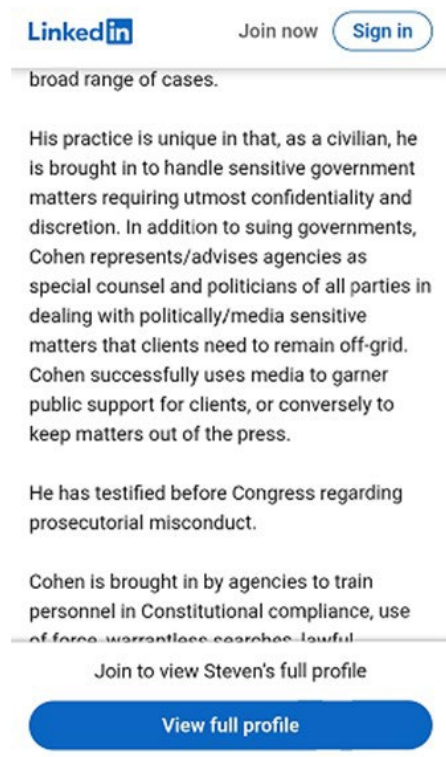 LinkedIn
Join now
Sign in
broad range of cases.
His practice is unique in that, as a civilian, he
is brought in to handle sensitive government
matters requiring utmost confidentiality and
discretion. In addition to suing governments,
Cohen represents/advises agencies as
special counsel and politicians of all parties in
dealing with politically/media sensitive
matters that clients need to remain off-grid.
Cohen successfully uses media to garner
public support for clients, or conversely to
keep matters out of the press.
He has testified before Congress regarding
prosecutorial misconduct.
Cohen is brought in by agencies to train
personnel in Constitutional compliance, use
of force, warrantless searches, lawful
Join to view Steven's full profile
View full profile